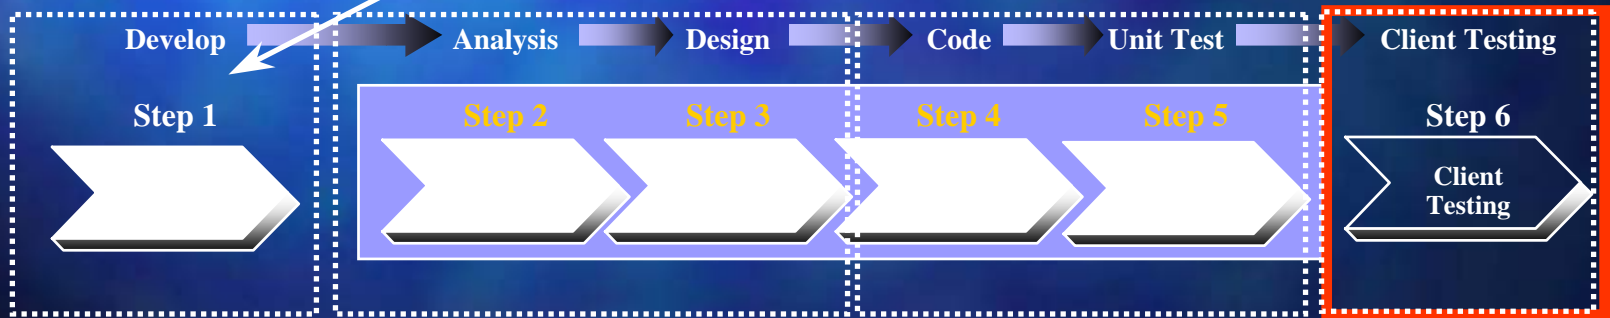 Develop Analysis Design Code Unit Test Client Testing
Step 1 Step 2 Step 3 Step 4 Step 5 Step 6
Client
Testing